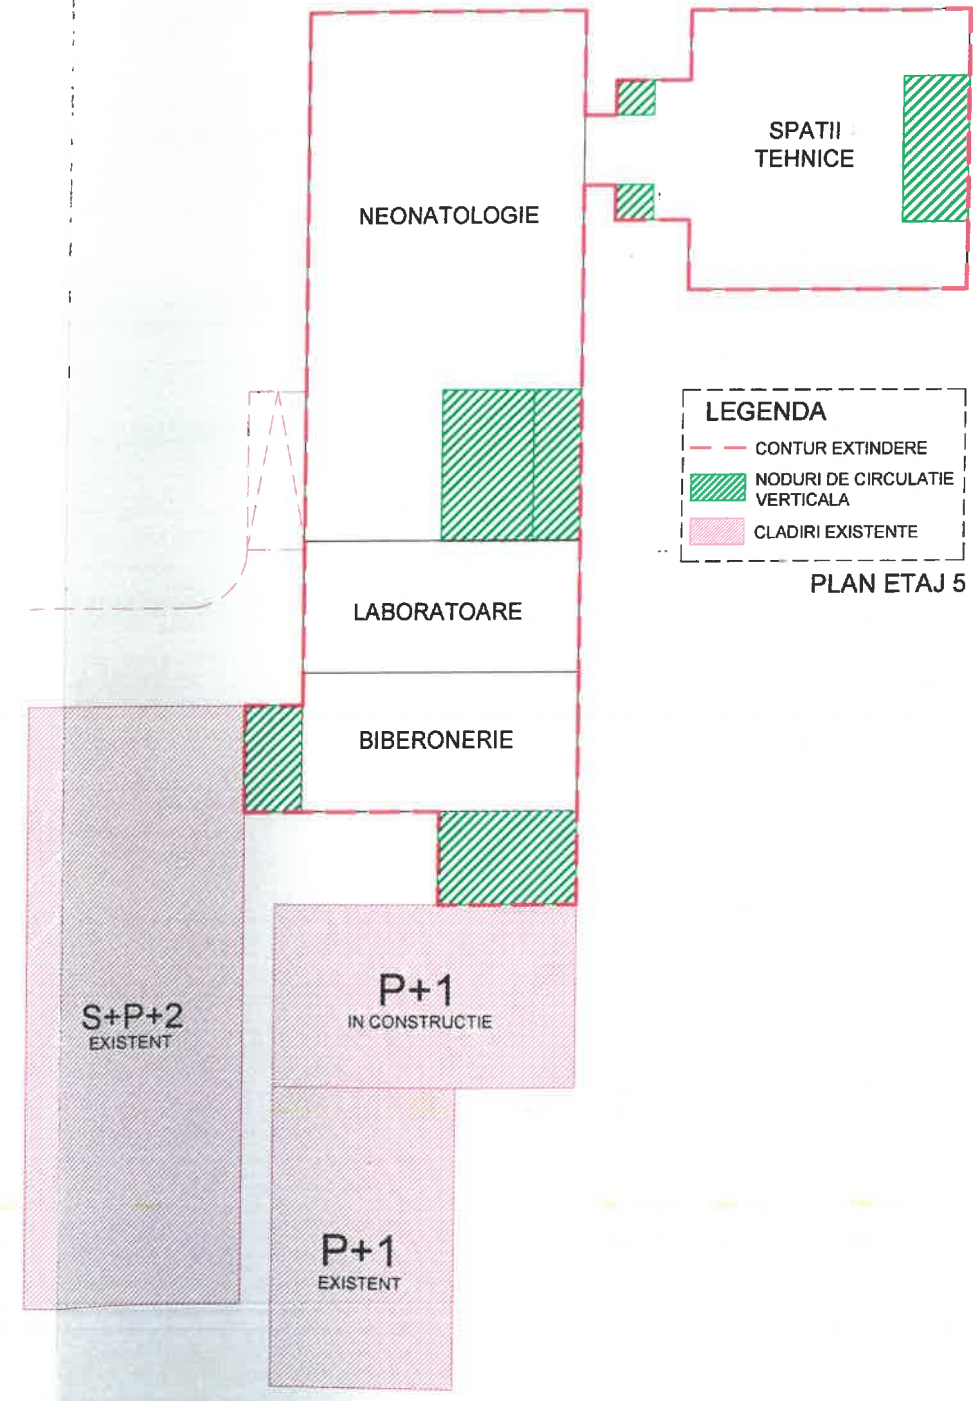 SPATII
TEHNICE
NEONATOLOGIE
LEGENDA
CONTUR EXTINDERE
NODURI DE CIRCULATIE
VERTICALA
CLADIRI EXISTENTE
PLAN ETAJ 5
LABORATOARE
BIBERONERIE
P+1
IN CONSTRUCTIE
S+P+2
EXISTENT
P+1
EXISTENT